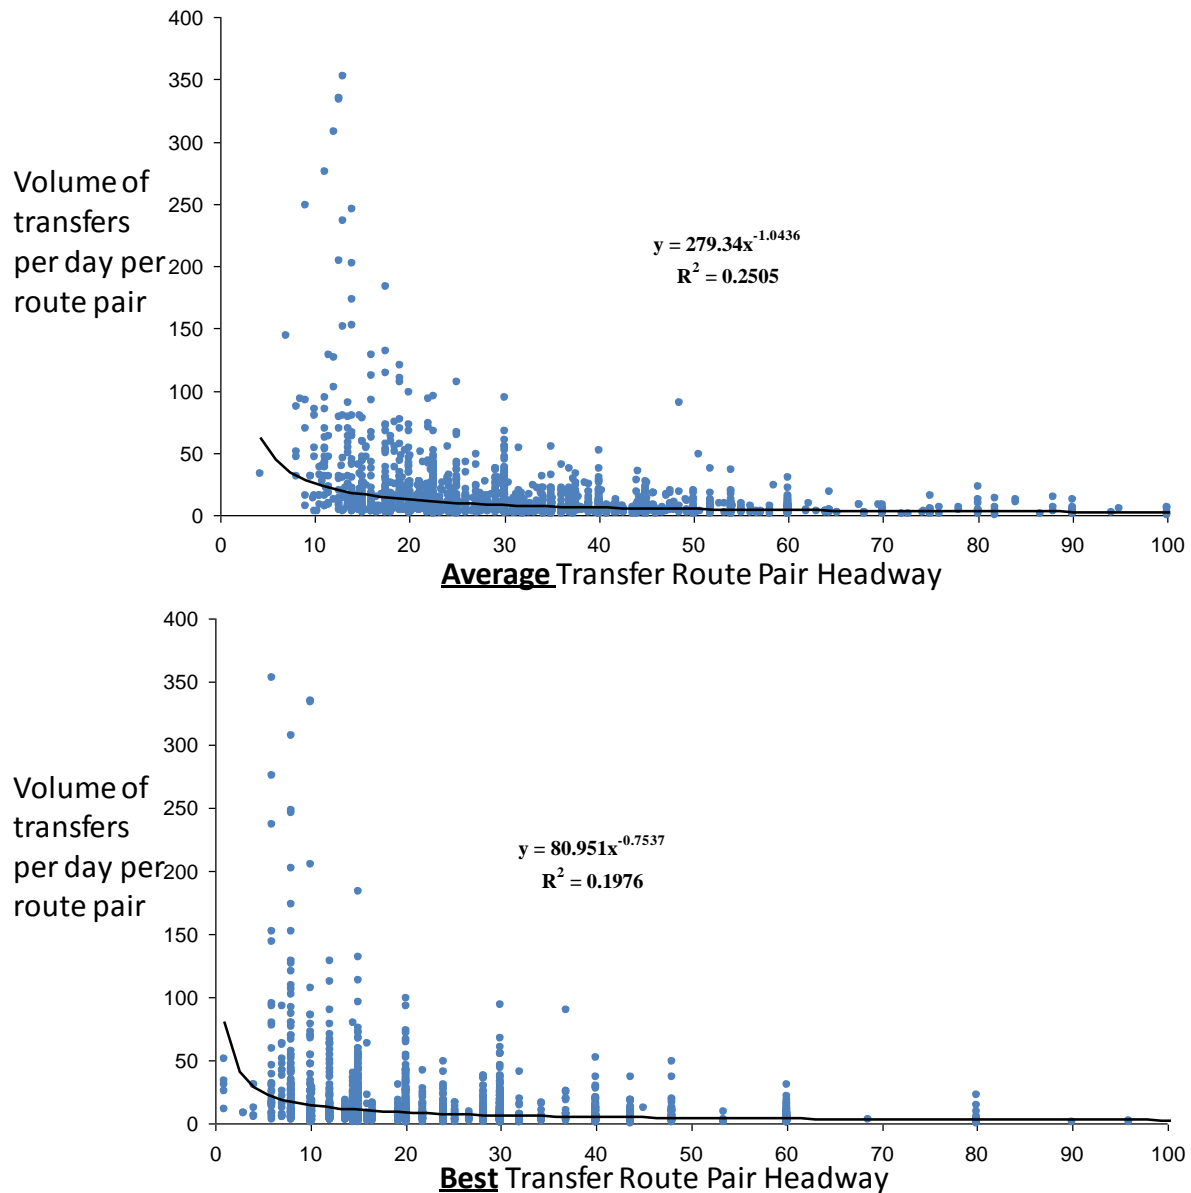 400
350
300
250
200
150
100
50
0
Volume of
transfers
per day per
route pair
y = 279.34x^-1.0436
R² = 0.2505
0 10 20 30 40 50 60 70 80 90 100
Average Transfer Route Pair Headway
400
350
300
250
200
150
100
50
0
Volume of
transfers
per day per
route pair
y = 80.951x^-0.7537
R² = 0.1976
0 10 20 30 40 50 60 70 80 90 100
Best Transfer Route Pair Headway